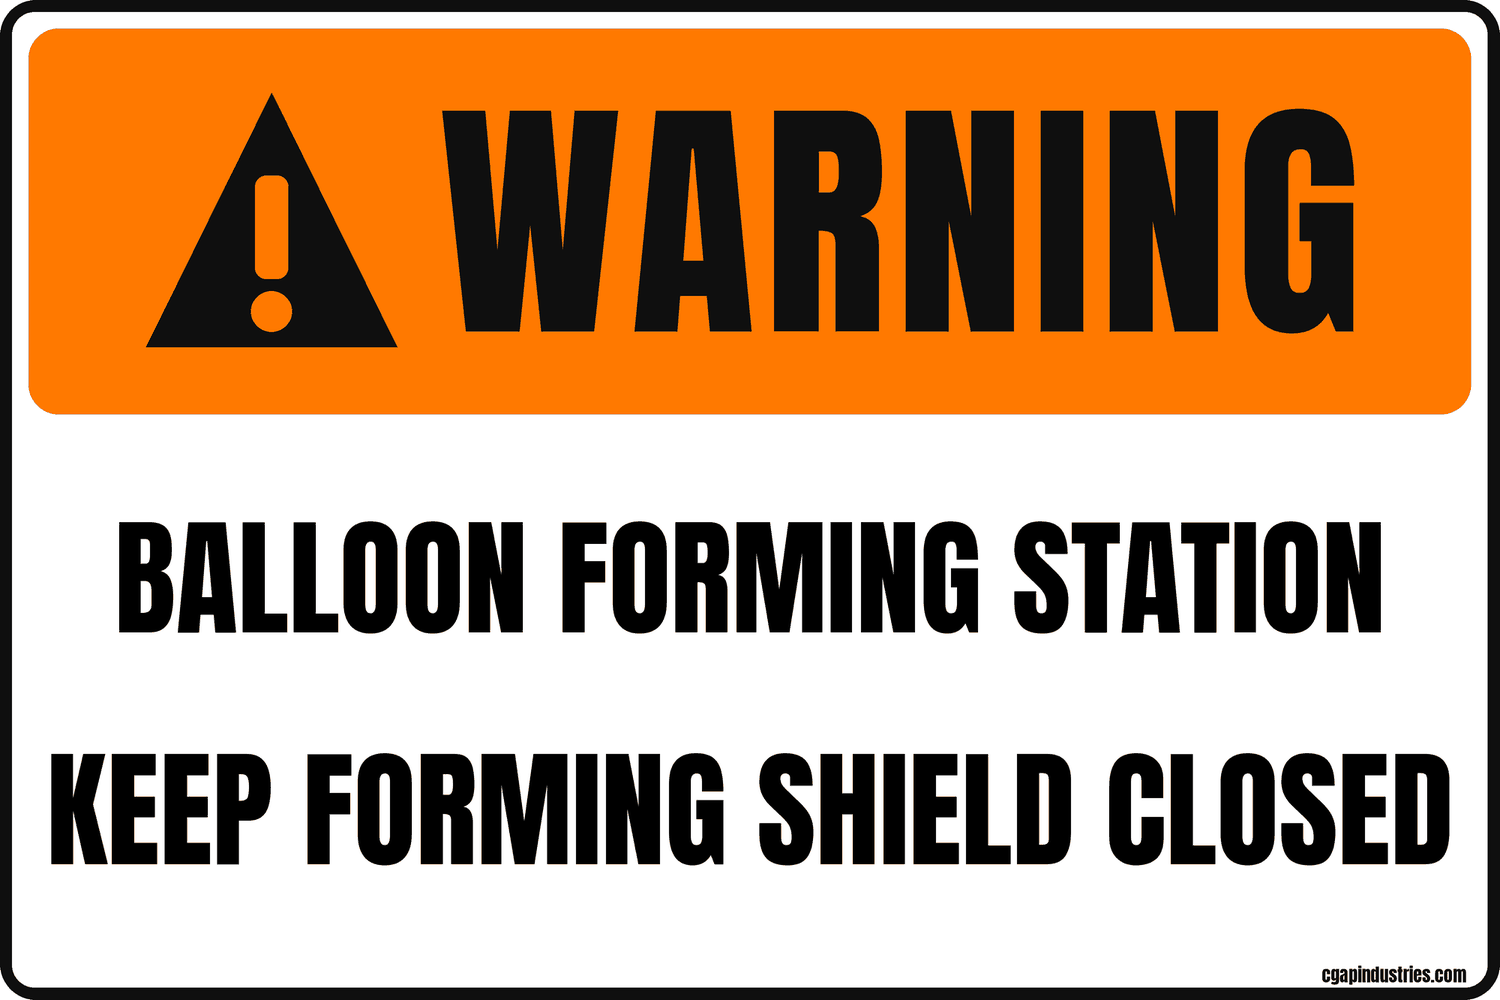 WARNING
BALLOON FORMING STATION
KEEP FORMING SHIELD CLOSED
cgapindustries.com